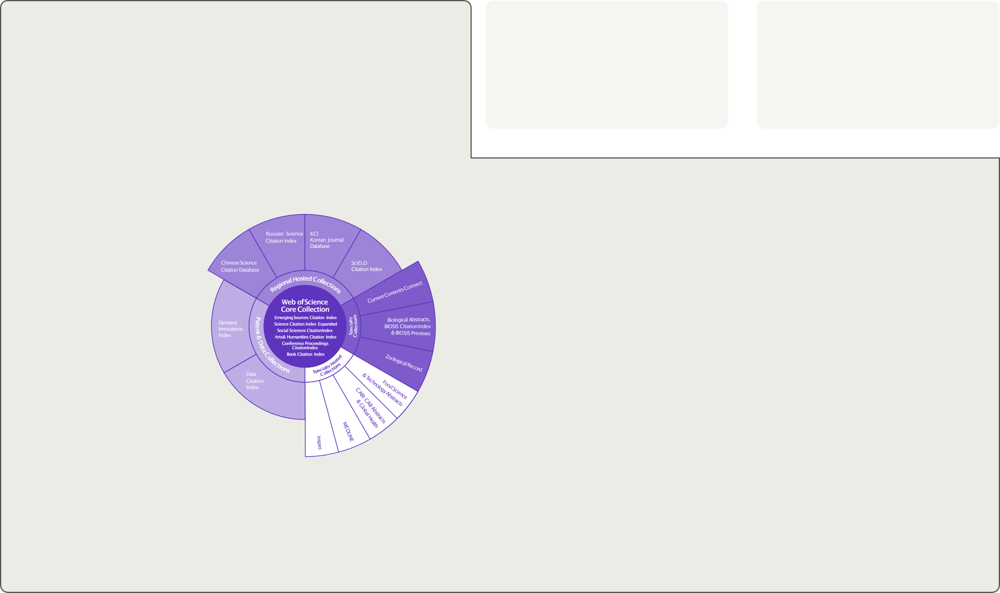 Russian Science
Citation Index
KCI
Korean Journal
Database
Chinese Science
Citation Database
SciELO
Citation Index
Regional Hosted Collections
Current Contents Connect
Web of Science
Core Collection
Emerging Sources Citation Index
Science Citation Index Expanded
Social Sciences Citation Index
Arts & Humanities Citation Index
Conference Proceedings
Citation Index
Book Citation Index
Specialty
Collections
Biological Abstracts,
BIOSIS Citation Index
& BIOSIS Previews
Derwent
Innovations
Index
Patent & Data Collections
Zoological Record
Specialty Hosted
Collections
Data
Citation
Index
Food Science
& Technology Abstracts
CABI: CAB Abstracts
& Global Health
MEDLINE
Inspec